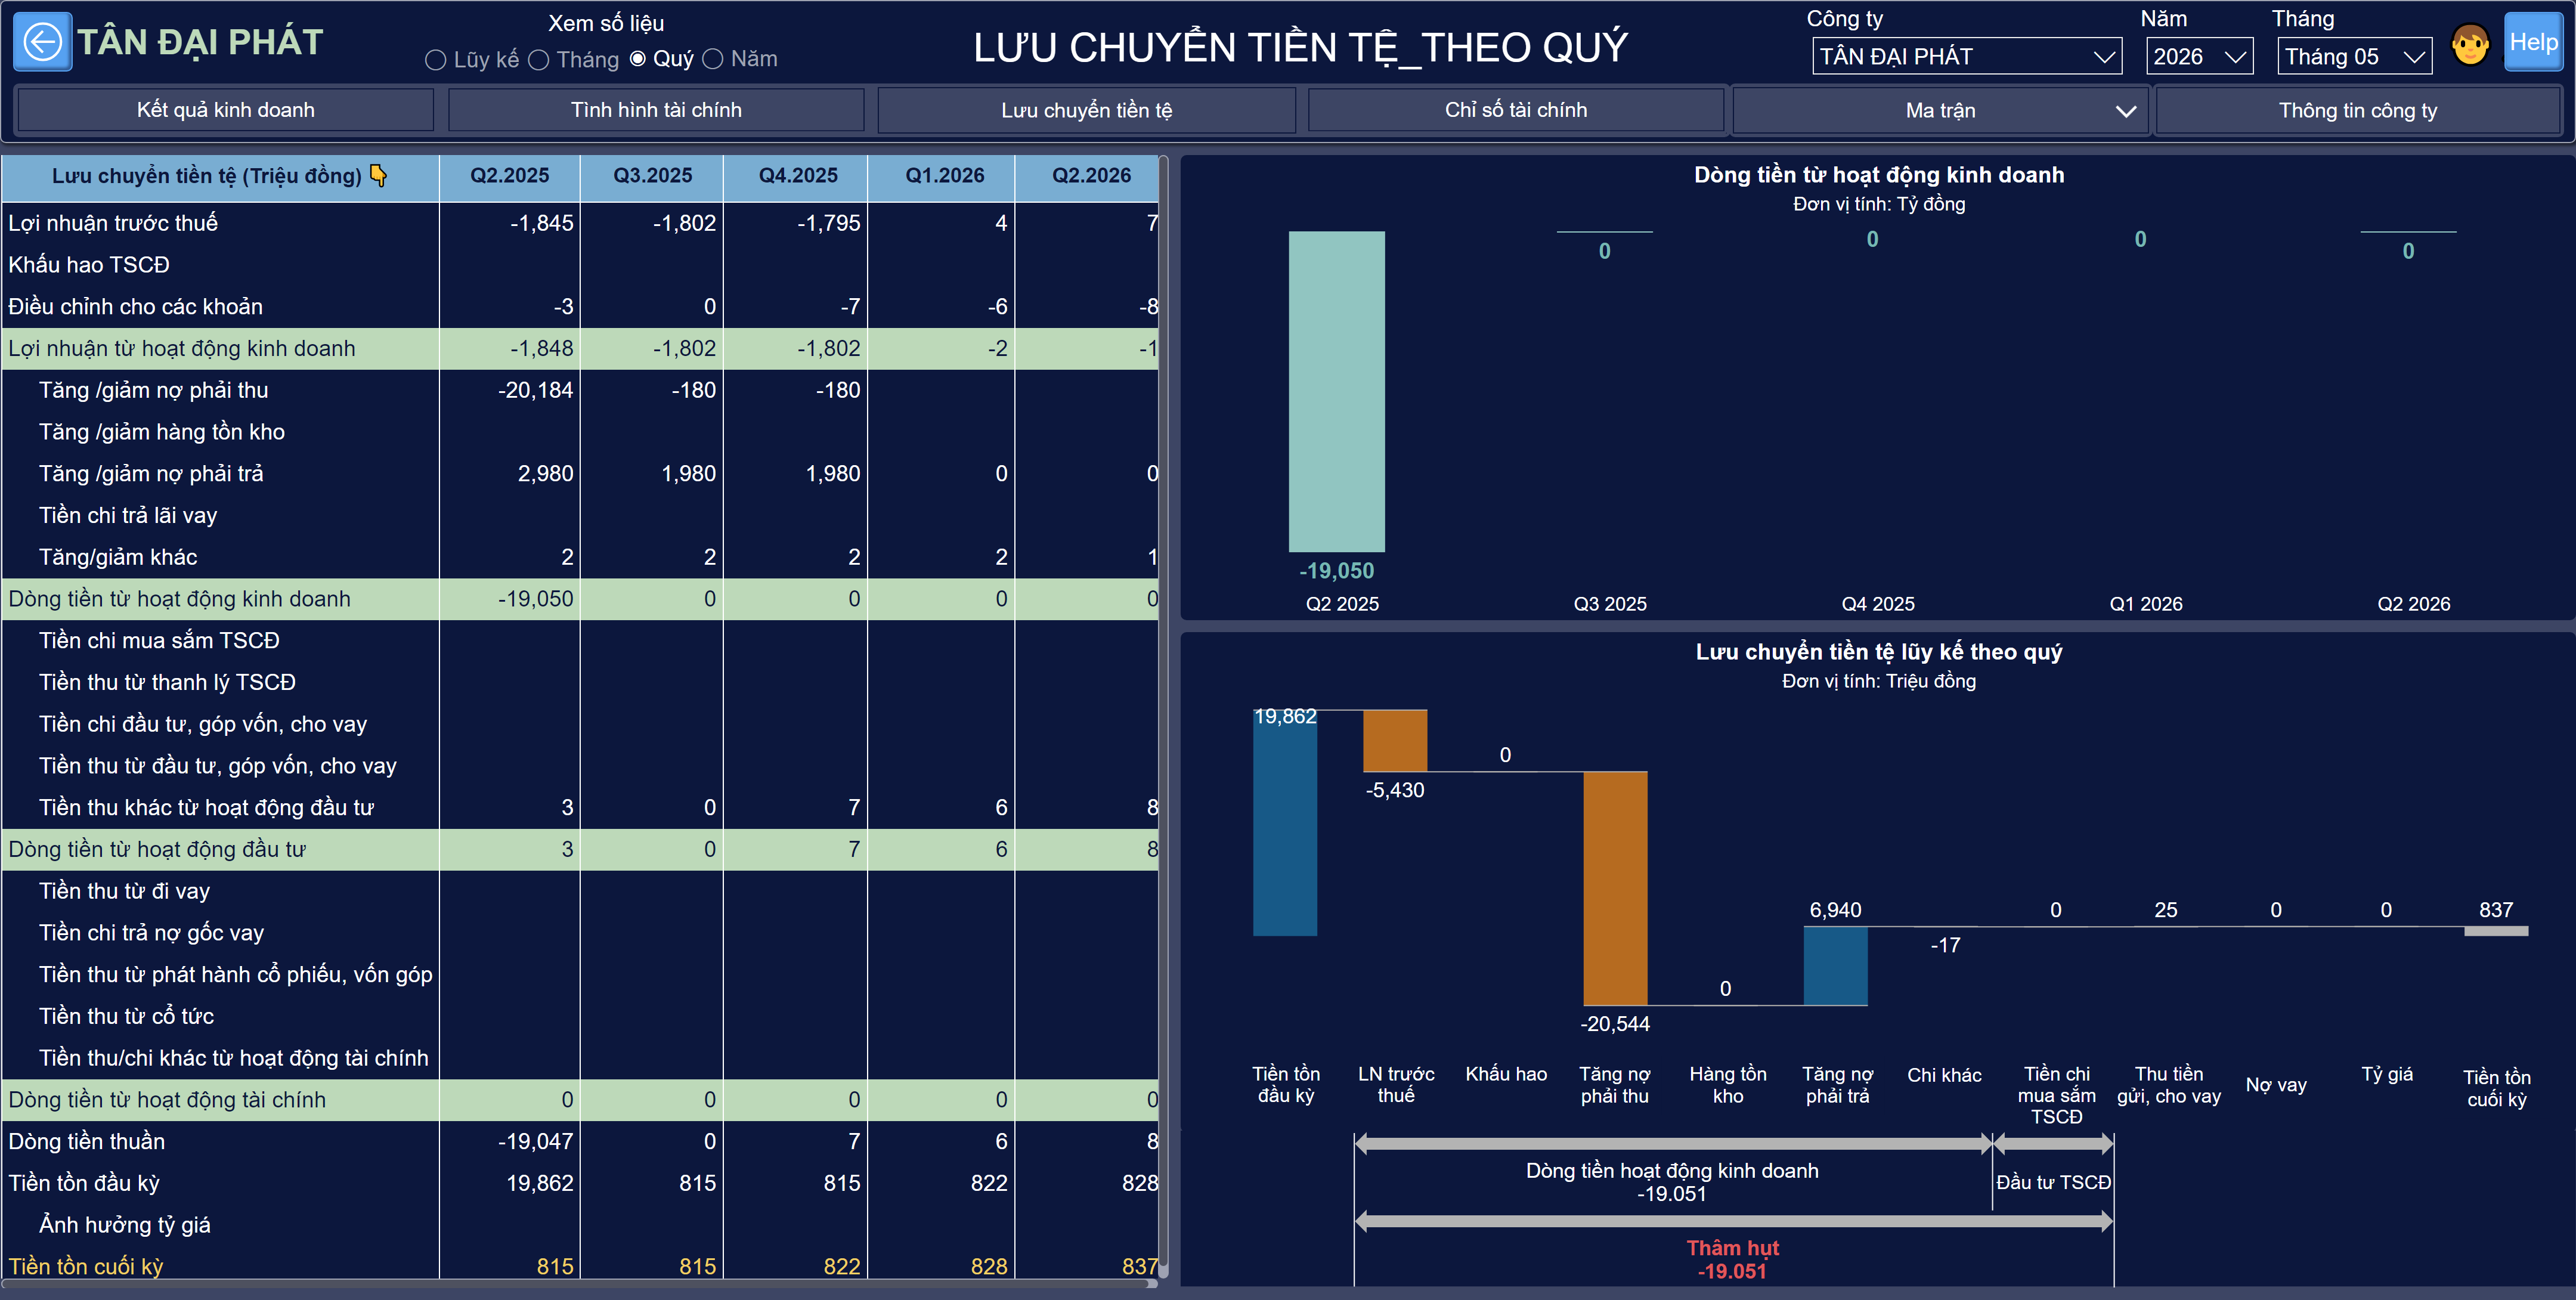 TÂN ĐẠI PHÁT
Xem số liệu
Lũy kế Tháng Quý Năm
LƯU CHUYỂN TIỀN TỆ_THEO QUÝ
Công ty Năm Tháng
TÂN ĐẠI PHÁT 2026 Tháng 05 Help
Kết quả kinh doanh Tình hình tài chính Lưu chuyển tiền tệ Chỉ số tài chính Ma trận Thông tin công ty
Lưu chuyển tiền tệ (Triệu đồng) Q2.2025 Q3.2025 Q4.2025 Q1.2026 Q2.2026
Lợi nhuận trước thuế -1,845 -1,802 -1,795 4 7
Khấu hao TSCĐ
Điều chỉnh cho các khoản -3 0 -7 -6 -8
Lợi nhuận từ hoạt động kinh doanh -1,848 -1,802 -1,802 -2 -1
Tăng /giảm nợ phải thu -20,184 -180 -180
Tăng /giảm hàng tồn kho
Tăng /giảm nợ phải trả 2,980 1,980 1,980 0 0
Tiền chi trả lãi vay
Tăng/giảm khác 2 2 2 2 1
Dòng tiền từ hoạt động kinh doanh -19,050 0 0 0 0
Tiền chi mua sắm TSCĐ
Tiền thu từ thanh lý TSCĐ
Tiền chi đầu tư, góp vốn, cho vay
Tiền thu từ đầu tư, góp vốn, cho vay
Tiền thu khác từ hoạt động đầu tư 3 0 7 6 8
Dòng tiền từ hoạt động đầu tư 3 0 7 6 8
Tiền thu từ đi vay
Tiền chi trả nợ gốc vay
Tiền thu từ phát hành cổ phiếu, vốn góp
Tiền thu từ cổ tức
Tiền thu/chi khác từ hoạt động tài chính
Dòng tiền từ hoạt động tài chính 0 0 0 0 0
Dòng tiền thuần -19,047 0 7 6 8
Tiền tồn đầu kỳ 19,862 815 815 822 828
Ảnh hưởng tỷ giá
Tiền tồn cuối kỳ 815 815 822 828 837
Dòng tiền từ hoạt động kinh doanh
Đơn vị tính: Tỷ đồng
0 0 0 0
-19,050
Q2 2025 Q3 2025 Q4 2025 Q1 2026 Q2 2026
Lưu chuyển tiền tệ lũy kế theo quý
Đơn vị tính: Triệu đồng
19,862
-5,430 0
-20,544 0
6,940 -17 0 25 0 0 837
Tiền tồn đầu kỳ
LN trước thuế
Khấu hao
Tăng nợ phải thu
Hàng tồn kho
Tăng nợ phải trả
Chi khác
Tiền chi mua sắm TSCĐ
Thu tiền gửi, cho vay
Nợ vay
Tỷ giá
Tiền tồn cuối kỳ
Dòng tiền hoạt động kinh doanh
-19.051
Đầu tư TSCĐ
Thâm hụt
-19.051